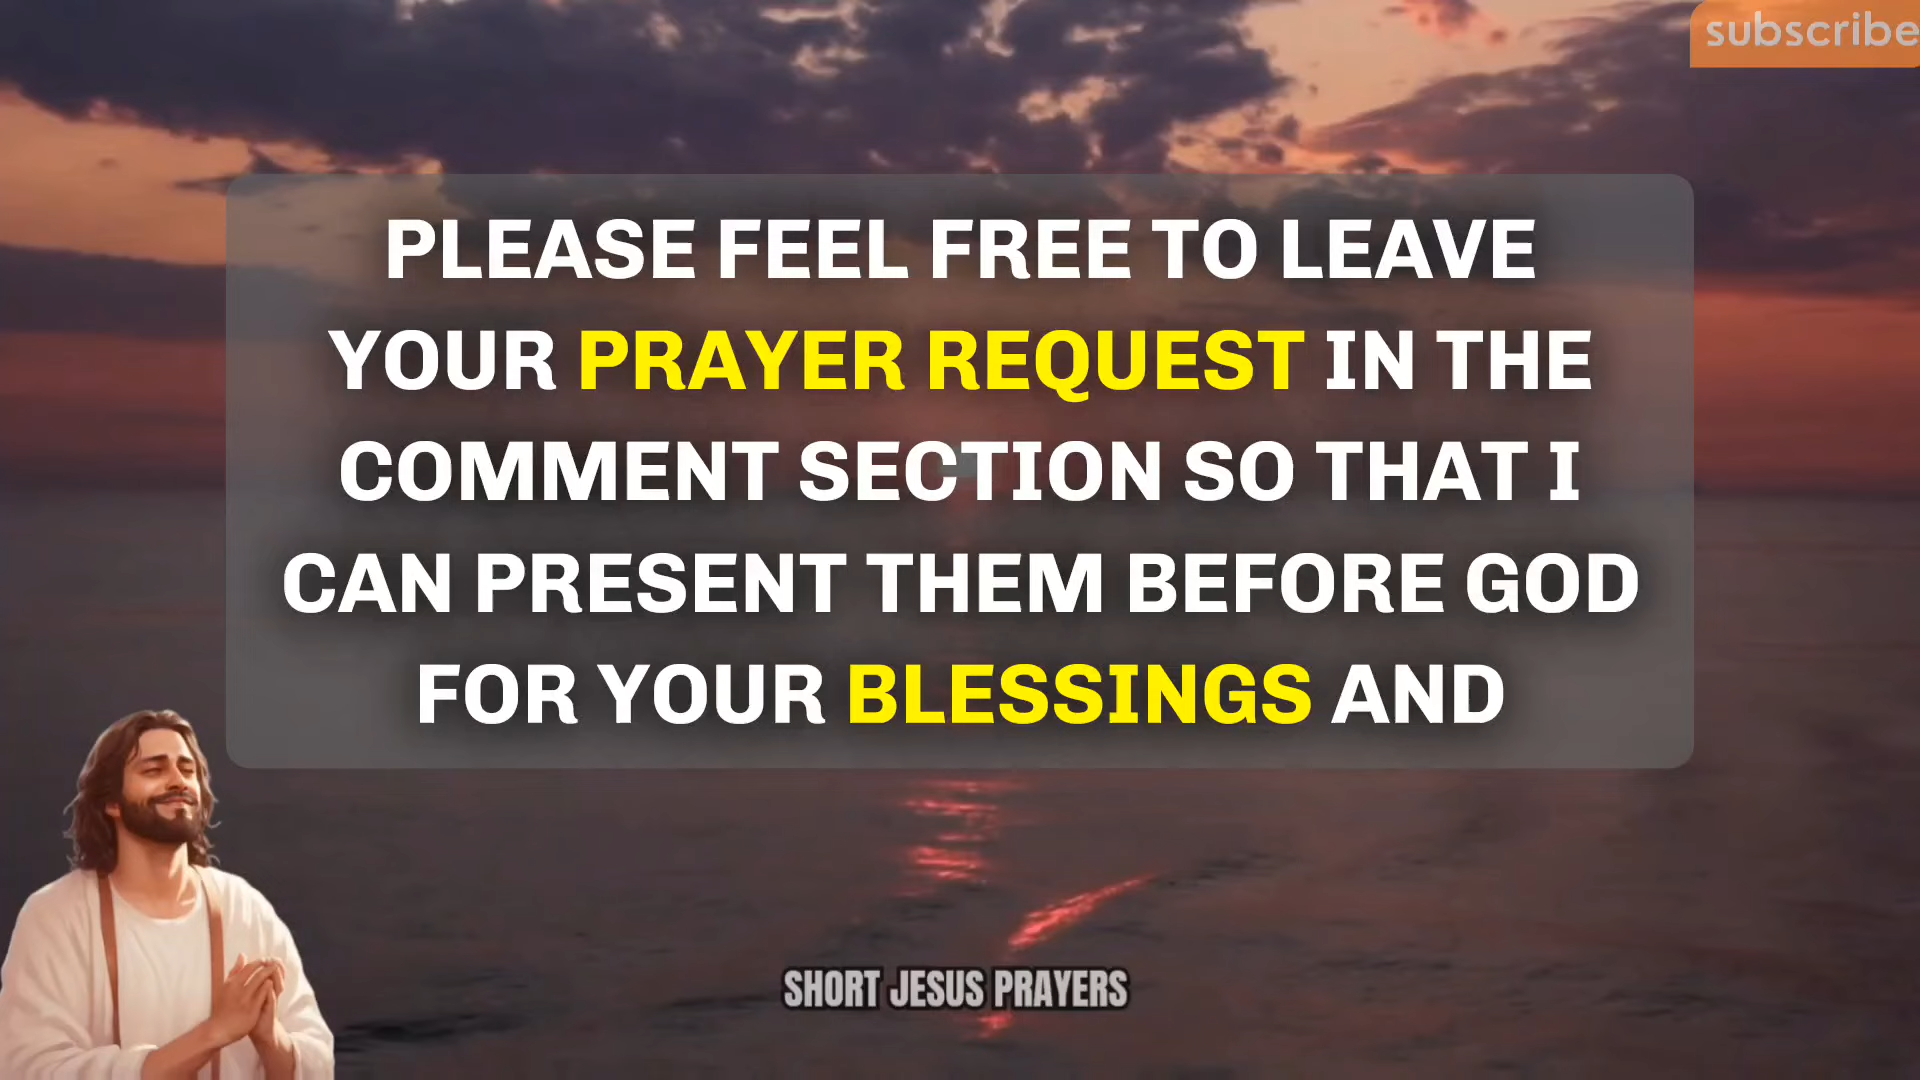 subscribe
PLEASE FEEL FREE TO LEAVE
YOUR PRAYER REQUEST IN THE
COMMENT SECTION SO THAT I
CAN PRESENT THEM BEFORE GOD
FOR YOUR BLESSINGS AND
SHORT JESUS PRAYERS